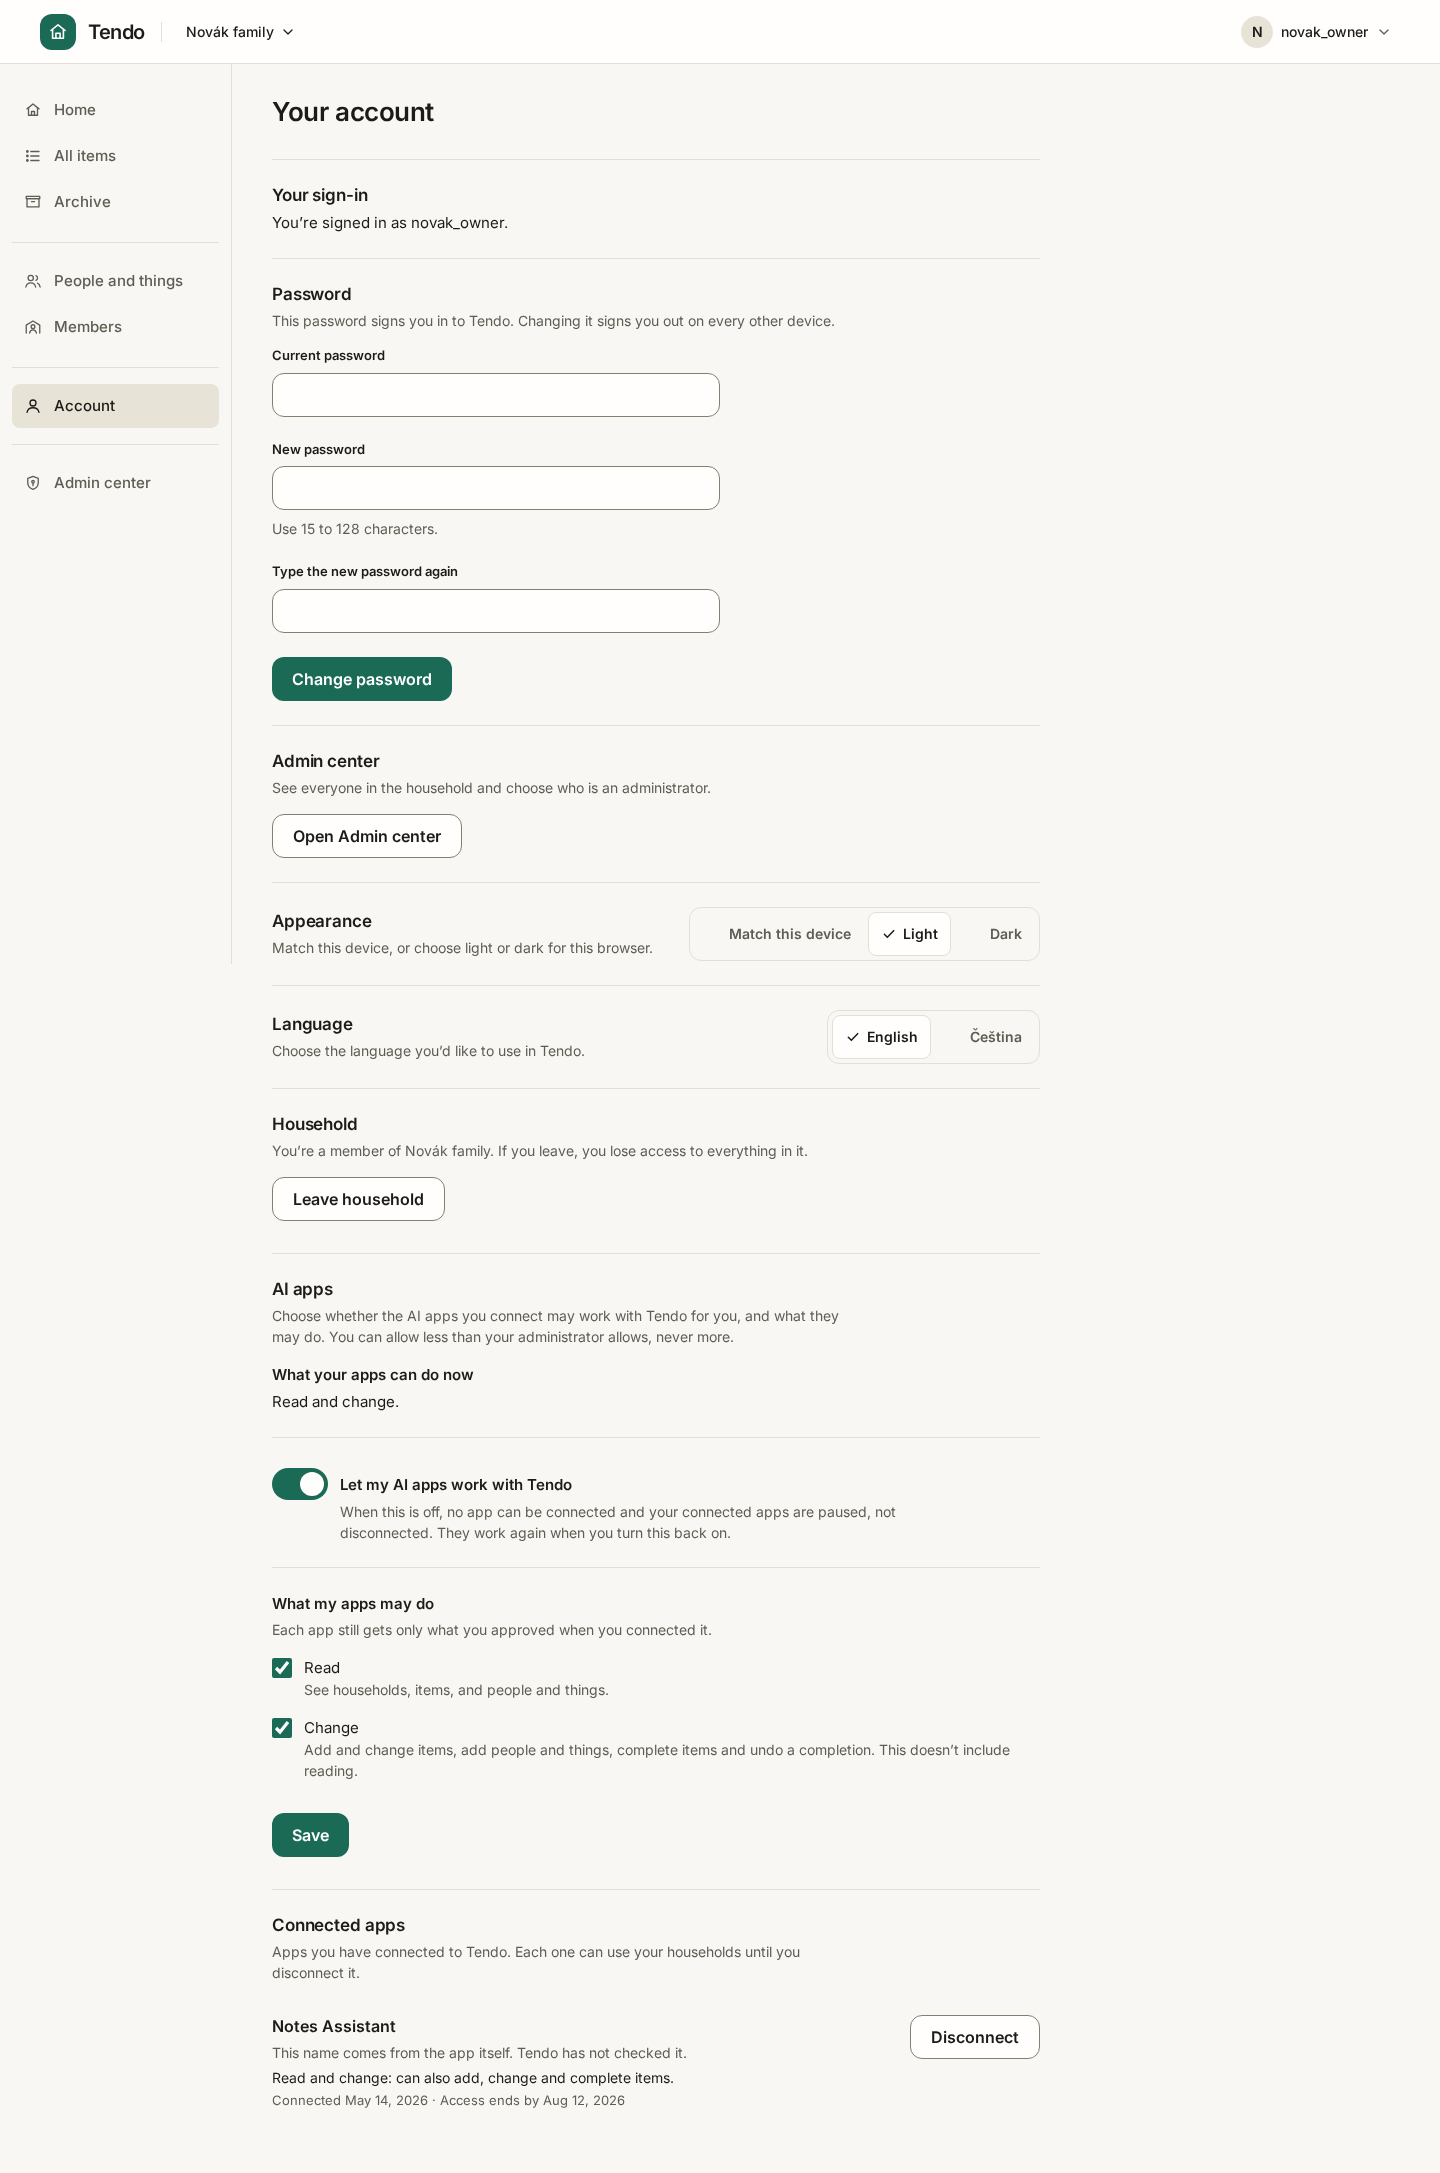 Tendo
Novák family
N
novak_owner
Home
All items
Archive
People and things
Members
Account
Admin center
Your account
Your sign-in
You’re signed in as novak_owner.
Password
This password signs you in to Tendo. Changing it signs you out on every other device.
Current password
New password
Use 15 to 128 characters.
Type the new password again
Change password
Admin center
See everyone in the household and choose who is an administrator.
Open Admin center
Appearance
Match this device, or choose light or dark for this browser.
Match this device
Light
Dark
Language
Choose the language you’d like to use in Tendo.
English
Čeština
Household
You’re a member of Novák family. If you leave, you lose access to everything in it.
Leave household
AI apps
Choose whether the AI apps you connect may work with Tendo for you, and what they
may do. You can allow less than your administrator allows, never more.
What your apps can do now
Read and change.
Let my AI apps work with Tendo
When this is off, no app can be connected and your connected apps are paused, not
disconnected. They work again when you turn this back on.
What my apps may do
Each app still gets only what you approved when you connected it.
Read
See households, items, and people and things.
Change
Add and change items, add people and things, complete items and undo a completion. This doesn’t include
reading.
Save
Connected apps
Apps you have connected to Tendo. Each one can use your households until you
disconnect it.
Notes Assistant
Disconnect
This name comes from the app itself. Tendo has not checked it.
Read and change: can also add, change and complete items.
Connected May 14, 2026 · Access ends by Aug 12, 2026